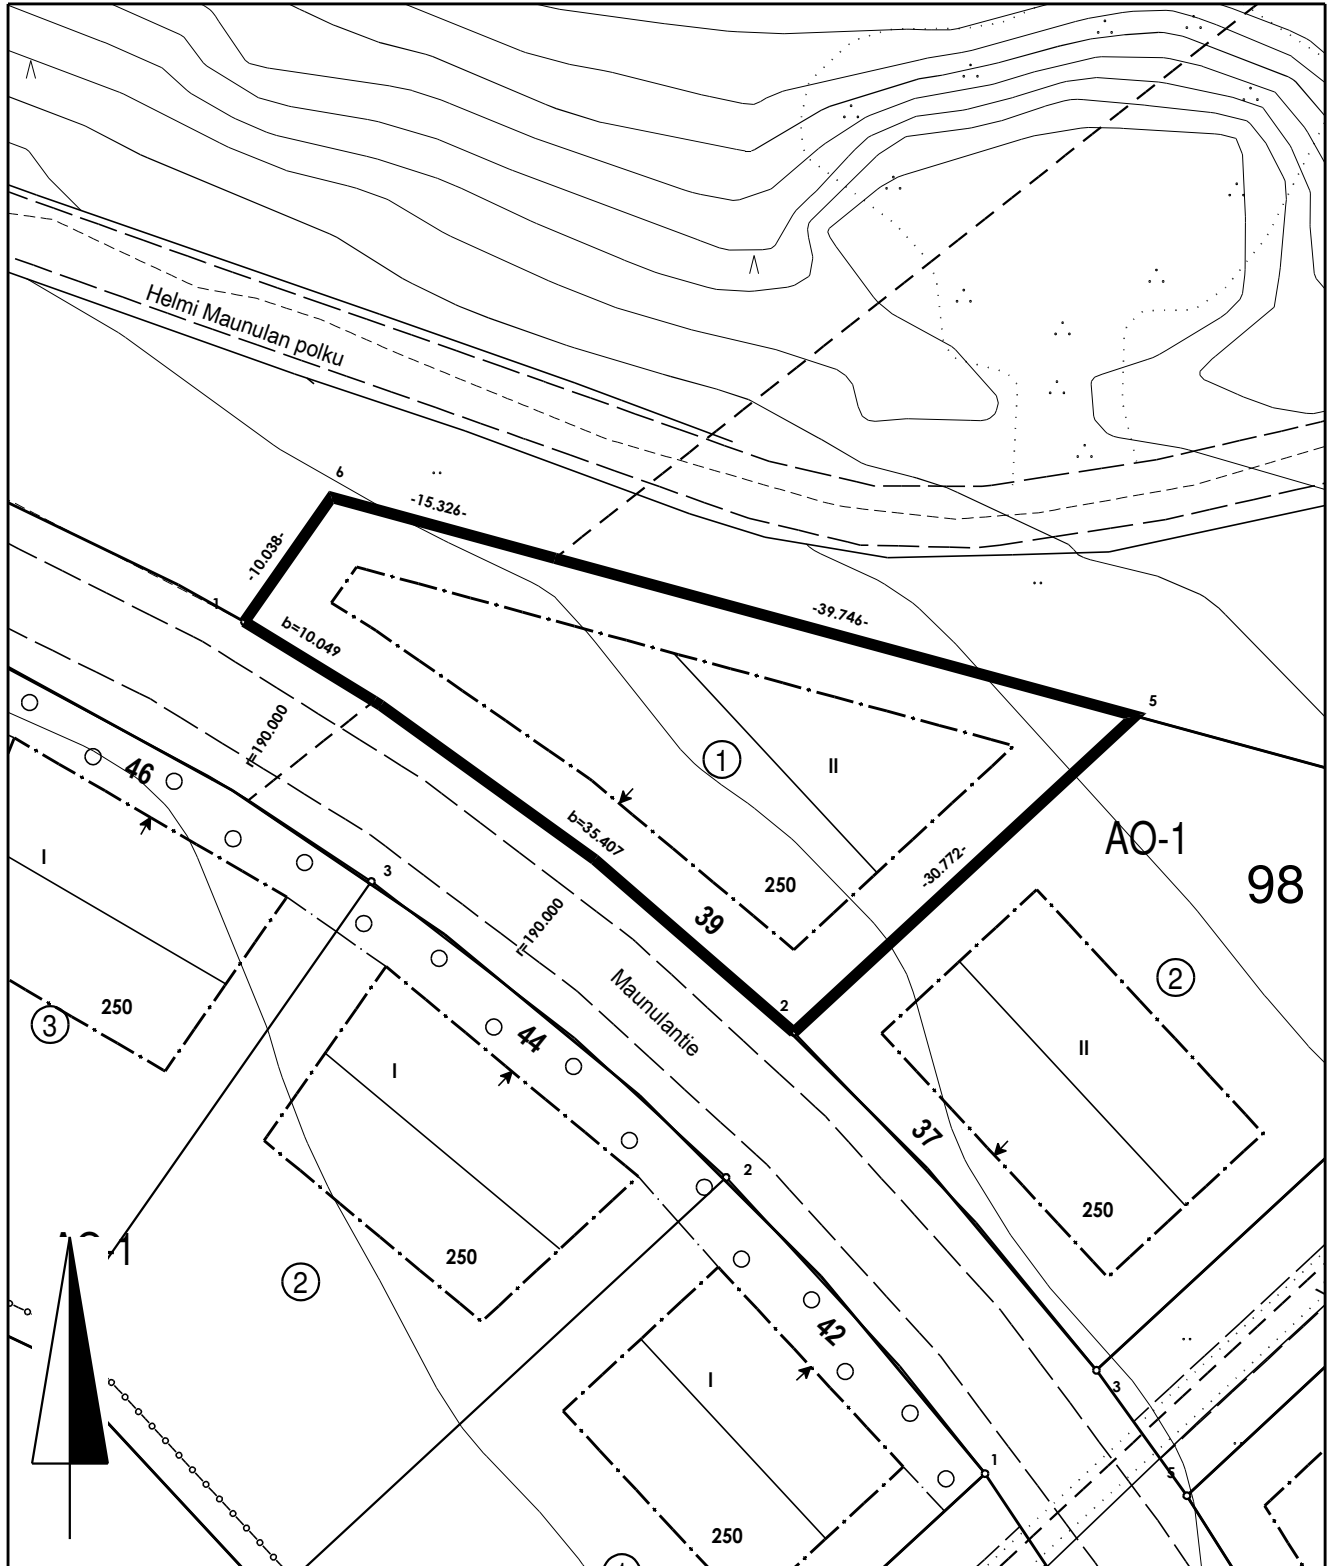 Helmi Maunulan polku
6
-15.326-
-10.038-
1
b=10.049
-39.746-
5
r=190.000
46
1
II
3
b=35.407
250
-30.772-
AO-1
98
I
39
r=190.000
2
2
250
3
Maunulantie
44
I
II
37
2
250
250
2
42
I
3
1
5
250